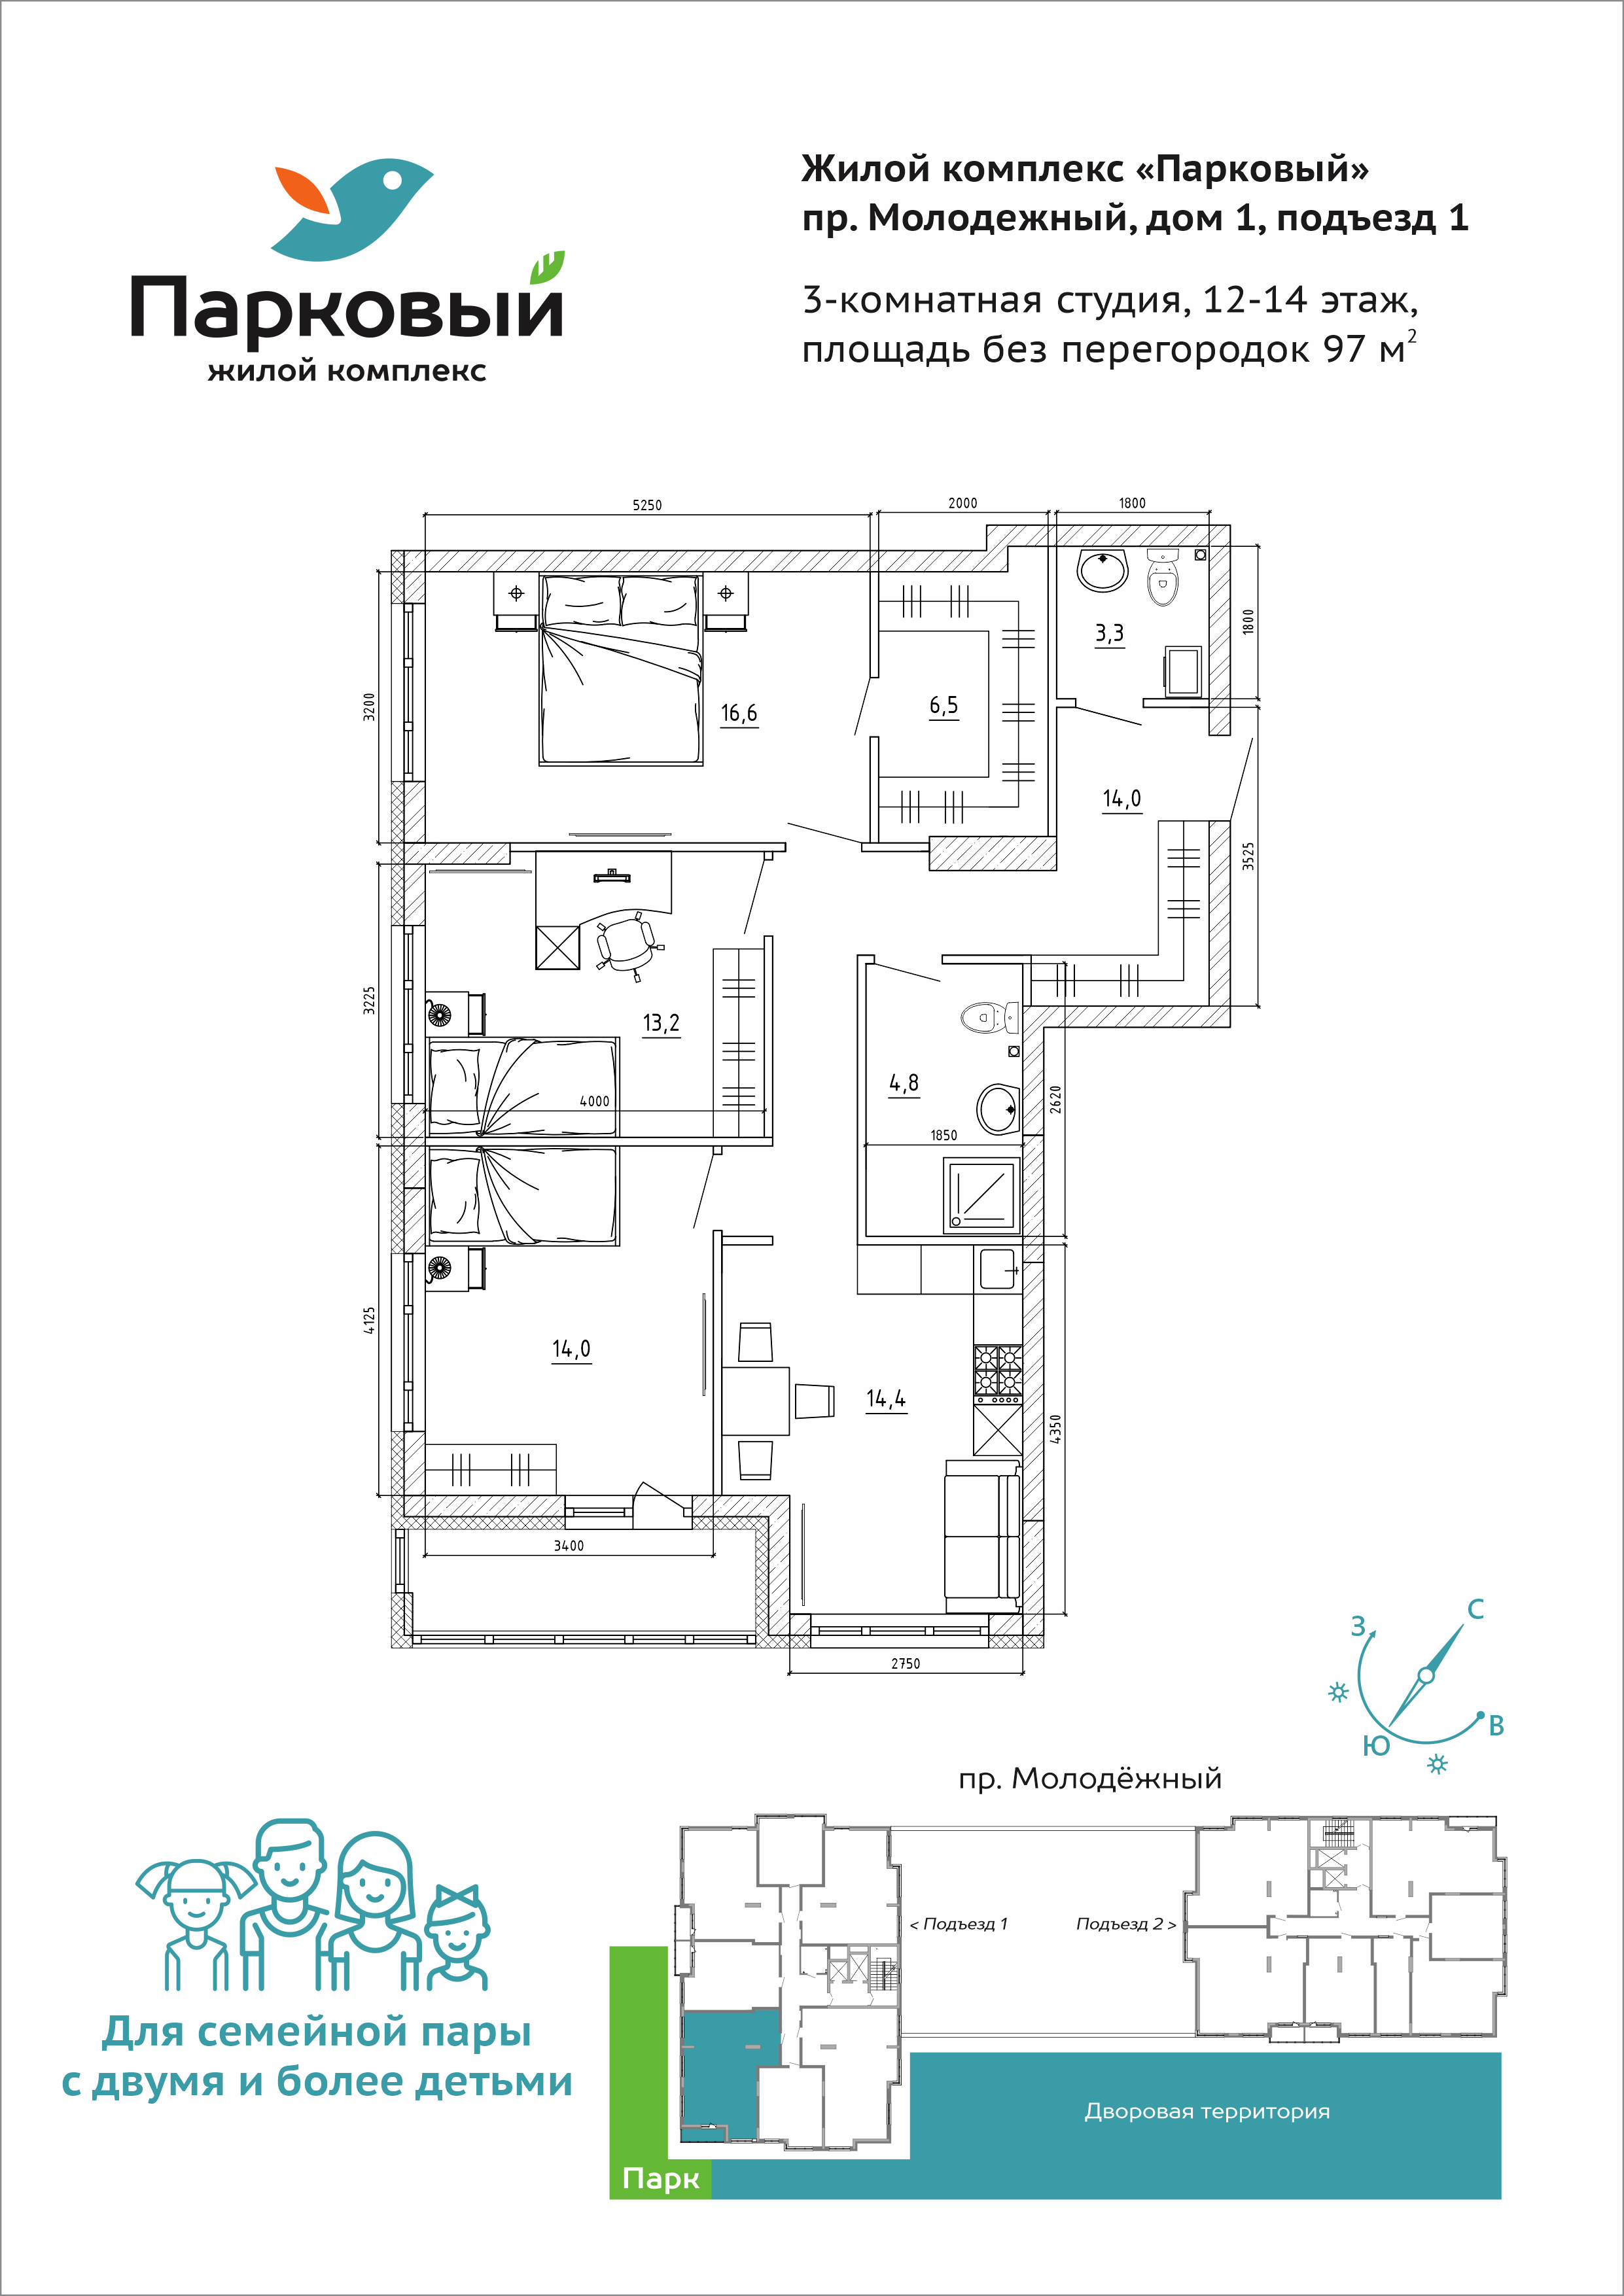 Парковый
жилой комплекс
Жилой комплекс «Парковый»
пр. Молодежный, дом 1, подъезд 1
3-комнатная студия, 12-14 этаж,
площадь без перегородок 97 м²
5250
2000
1800
3200
16,6
6,5
3,3
1800
14,0
3525
3225
13,2
4000
4,8
1850
2620
4125
14,0
14,4
4350
3400
2750
С
З
В
Ю
пр. Молодёжный
< Подъезд 1
Подъезд 2 >
Для семейной пары
с двумя и более детьми
Дворовая территория
Парк